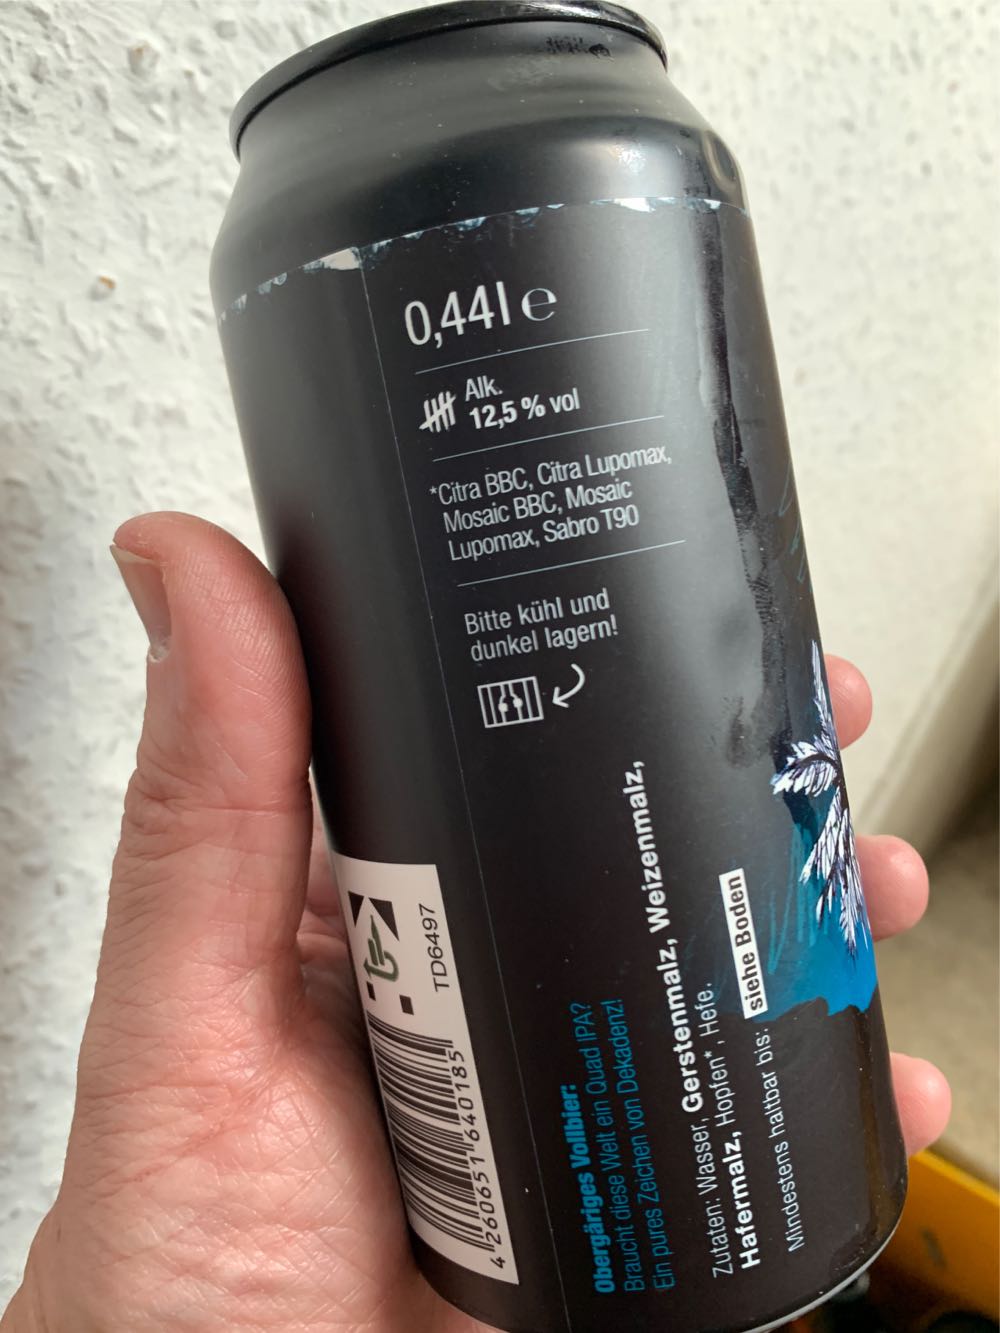 0,44l ℮
Alk.
12,5 % vol
*Citra BBC, Citra Lupomax,
Mosaic BBC, Mosaic
Lupomax, Sabro T90
Bitte kühl und
dunkel lagern!
TD6497
4 260651 640185
Obergäriges Vollbier:
Braucht diese Welt ein Quad IPA?
Ein pures Zeichen von Dekadenz!
Zutaten: Wasser, Gerstenmalz, Weizenmalz,
Hafermalz, Hopfen*, Hefe.
Mindestens haltbar bis: siehe Boden